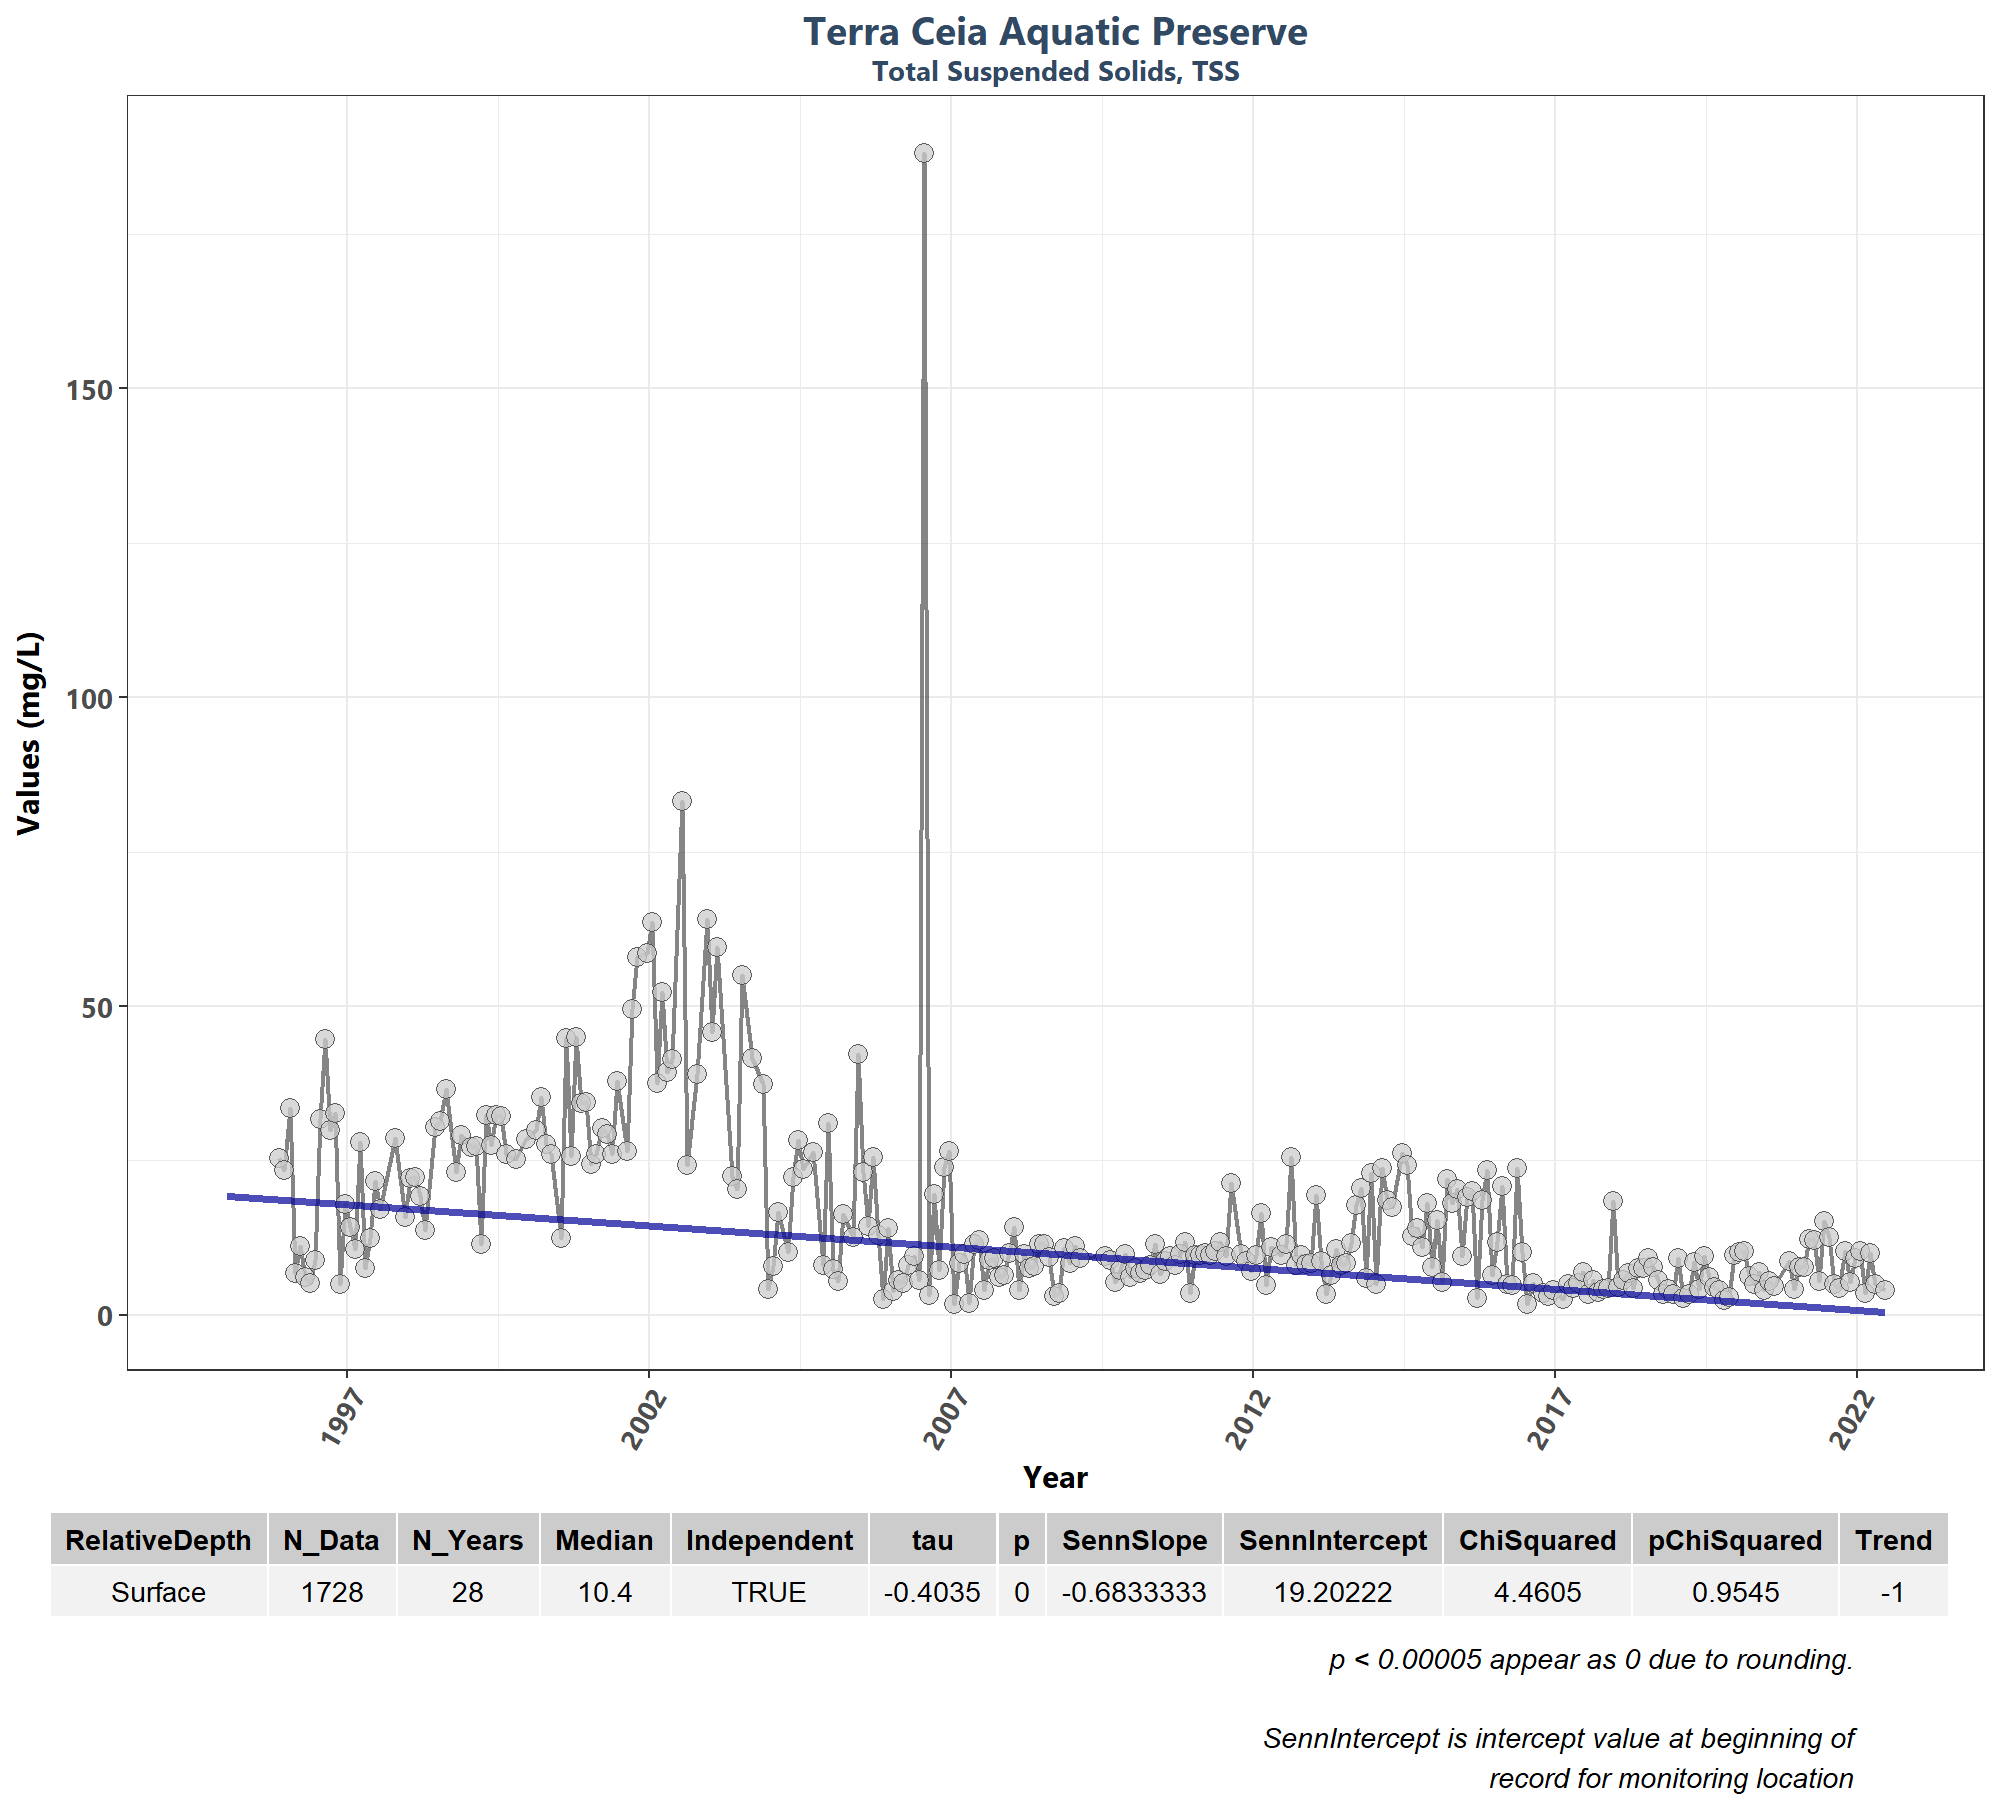 Terra Ceia Aquatic Preserve
Total Suspended Solids, TSS
Values (mg/L)
150
100
50
0
1997
2002
2007
2012
2017
2022
Year
RelativeDepth N_Data N_Years Median Independent tau p SennSlope SennIntercept ChiSquared pChiSquared Trend
Surface 1728 28 10.4 TRUE -0.4035 0 -0.6833333 19.20222 4.4605 0.9545 -1
p < 0.00005 appear as 0 due to rounding.
SennIntercept is intercept value at beginning of
record for monitoring location